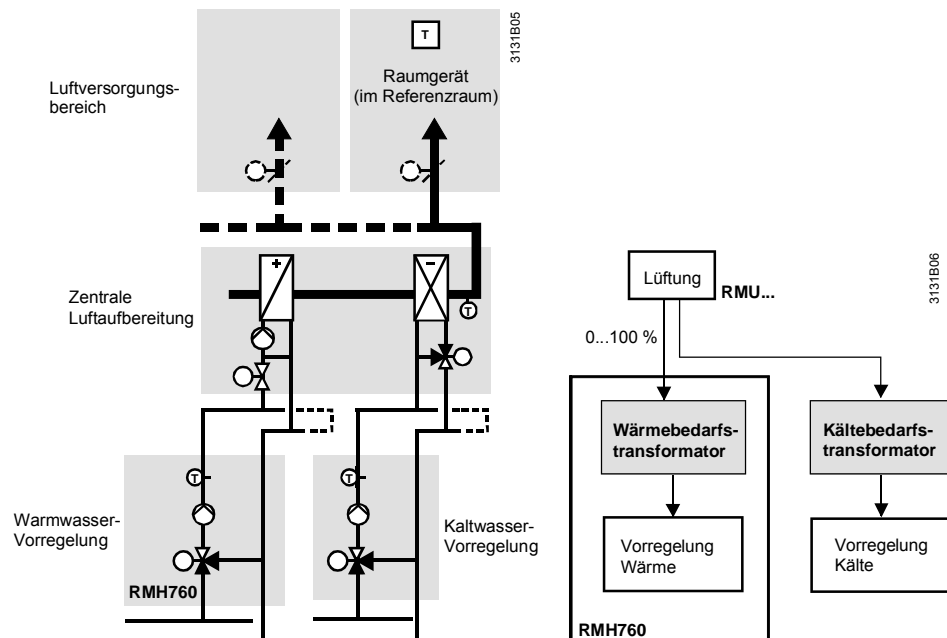 Luftversorgungs-
bereich
T
Raumgerät
(im Referenzraum)
3131B05
Zentrale
Luftaufbereitung
+
-
T
Warmwasser-
Vorregelung
T
RMH760
T
Kaltwasser-
Vorregelung
Lüftung
RMU...
3131B06
0...100 %
Wärmebedarfs-
transformator
Kältebedarfs-
transformator
Vorregelung
Wärme
Vorregelung
Kälte
RMH760